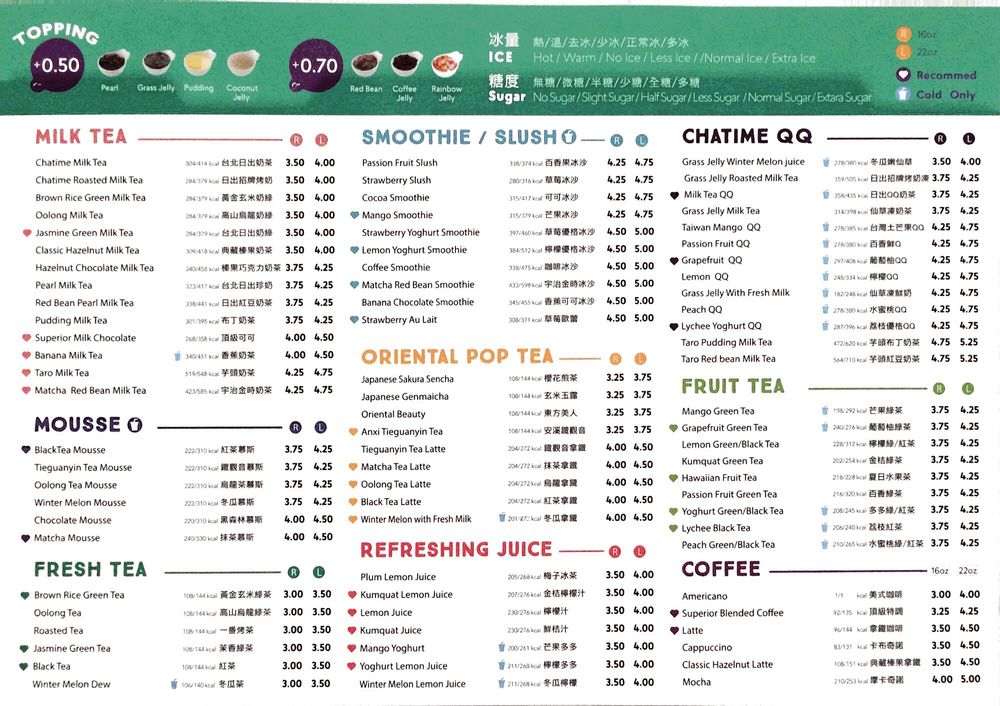 TOPPING
+0.50
Pearl
Grass Jelly
Pudding
Coconut Jelly
+0.70
Red Bean
Coffee Jelly
Rainbow Jelly
冰量 熱/溫/去冰/少冰/正常冰/多冰
ICE Hot / Warm / No Ice / Less Ice / /Normal Ice / Extra Ice
糖度 無糖/微糖/半糖/少糖/全糖/多糖
Sugar No Sugar / Slight Sugar / Half Sugar / Less Sugar / Normal Sugar / Extara Sugar
R 16oz
L 22oz
Recommed
Cold Only
MILK TEA R L
Chatime Milk Tea 304/414 kcal 台北日出奶茶 3.50 4.00
Chatime Roasted Milk Tea 284/379 kcal 日出招牌烤奶 3.50 4.00
Brown Rice Green Milk Tea 284/379 kcal 黃金玄米奶綠 3.50 4.00
Oolong Milk Tea 284/379 kcal 高山烏龍奶綠 3.50 4.00
Jasmine Green Milk Tea 284/379 kcal 台北日出奶綠 3.50 4.00
Classic Hazelnut Milk Tea 309/418 kcal 典藏榛果奶茶 3.50 4.00
Hazelnut Chocolate Milk Tea 340/458 kcal 榛果巧克力奶茶 3.75 4.25
Pearl Milk Tea 323/417 kcal 台北日出珍奶 3.75 4.25
Red Bean Pearl Milk Tea 338/441 kcal 日出紅豆奶茶 3.75 4.25
Pudding Milk Tea 301/395 kcal 布丁奶茶 3.75 4.25
Superior Milk Chocolate 268/358 kcal 頂級可可 4.00 4.50
Banana Milk Tea 340/451 kcal 香蕉奶茶 4.00 4.50
Taro Milk Tea 519/548 kcal 芋頭奶茶 4.25 4.75
Matcha Red Bean Milk Tea 423/585 kcal 宇治金時奶茶 4.25 4.75
MOUSSE R L
BlackTea Mousse 222/310 kcal 紅茶慕斯 3.75 4.25
Tieguanyin Tea Mousse 222/310 kcal 鐵觀音慕斯 3.75 4.25
Oolong Tea Mousse 222/310 kcal 烏龍茶慕斯 3.75 4.25
Winter Melon Mousse 222/310 kcal 冬瓜慕斯 3.75 4.25
Chocolate Mousse 220/310 kcal 黑森林慕斯 4.00 4.50
Matcha Mousse 240/330 kcal 抹茶慕斯 4.00 4.50
FRESH TEA R L
Brown Rice Green Tea 108/144 kcal 黃金玄米綠茶 3.00 3.50
Oolong Tea 108/144 kcal 高山烏龍綠茶 3.00 3.50
Roasted Tea 108/144 kcal 一番烤茶 3.00 3.50
Jasmine Green Tea 108/144 kcal 茉香綠茶 3.00 3.50
Black Tea 108/144 kcal 紅茶 3.00 3.50
Winter Melon Dew 106/140 kcal 冬瓜茶 3.00 3.50
SMOOTHIE / SLUSH R L
Passion Fruit Slush 338/374 kcal 百香果冰沙 4.25 4.75
Strawberry Slush 280/316 kcal 草莓冰沙 4.25 4.75
Cocoa Smoothie 315/417 kcal 可可冰沙 4.25 4.75
Mango Smoothie 315/379 kcal 芒果冰沙 4.25 4.75
Strawberry Yoghurt Smoothie 397/460 kcal 草莓優格冰沙 4.50 5.00
Lemon Yoghurt Smoothie 384/512 kcal 檸檬優格冰沙 4.50 5.00
Coffee Smoothie 338/475 kcal 咖啡冰沙 4.50 5.00
Matcha Red Bean Smoothie 433/598 kcal 宇治金時冰沙 4.50 5.00
Banana Chocolate Smoothie 345/455 kcal 香蕉可可冰沙 4.50 5.00
Strawberry Au Lait 308/371 kcal 草莓歐蕾 4.50 5.00
ORIENTAL POP TEA R L
Japanese Sakura Sencha 108/144 kcal 櫻花煎茶 3.25 3.75
Japanese Genmaicha 108/144 kcal 玄米玉露 3.25 3.75
Oriental Beauty 108/144 kcal 東方美人 3.25 3.75
Anxi Tieguanyin Tea 108/144 kcal 安溪鐵觀音 3.25 3.75
Tieguanyin Tea Latte 204/272 kcal 鐵觀音拿鐵 4.00 4.50
Matcha Tea Latte 204/272 kcal 抹茶拿鐵 4.00 4.50
Oolong Tea Latte 204/272 kcal 烏龍拿鐵 4.00 4.50
Black Tea Latte 204/272 kcal 紅茶拿鐵 4.00 4.50
Winter Melon with Fresh Milk 201/272 kcal 冬瓜拿鐵 4.00 4.50
REFRESHING JUICE R L
Plum Lemon Juice 205/268 kcal 梅子冰茶 3.50 4.00
Kumquat Lemon Juice 207/276 kcal 金桔檸檬汁 3.50 4.00
Lemon Juice 230/276 kcal 檸檬汁 3.50 4.00
Kumquat Juice 230/276 kcal 鮮桔汁 3.50 4.00
Mango Yoghurt 200/261 kcal 芒果多多 3.50 4.00
Yoghurt Lemon Juice 211/268 kcal 檸檬多多 3.50 4.00
Winter Melon Lemon Juice 211/268 kcal 冬瓜檸檬 3.50 4.00
CHATIME QQ R L
Grass Jelly Winter Melon juice 278/380 kcal 冬瓜嫩仙草 3.50 4.00
Grass Jelly Roasted Milk Tea 359/505 kcal 日出招牌烤奶凍 3.75 4.25
Milk Tea QQ 358/435 kcal 日出QQ奶茶 3.75 4.25
Grass Jelly Milk Tea 314/398 kcal 仙草凍奶茶 3.75 4.25
Taiwan Mango QQ 278/385 kcal 台灣土芒果QQ 4.25 4.75
Passion Fruit QQ 278/380 kcal 百香鮮Q 4.25 4.75
Grapefruit QQ 297/408 kcal 葡萄柚QQ 4.25 4.75
Lemon QQ 248/334 kcal 檸檬QQ 4.25 4.75
Grass Jelly With Fresh Milk 182/248 kcal 仙草凍鮮奶 4.25 4.75
Peach QQ 278/380 kcal 水蜜桃QQ 4.25 4.75
Lychee Yoghurt QQ 287/396 kcal 荔枝優格QQ 4.25 4.75
Taro Pudding Milk Tea 472/620 kcal 芋頭布丁奶茶 4.75 5.25
Taro Red bean Milk Tea 564/710 kcal 芋頭紅豆奶茶 4.75 5.25
FRUIT TEA R L
Mango Green Tea 198/292 kcal 芒果綠茶 3.75 4.25
Grapefruit Green Tea 240/276 kcal 葡萄柚綠茶 3.75 4.25
Lemon Green/Black Tea 228/312 kcal 檸檬綠/紅茶 3.75 4.25
Kumquat Green Tea 202/254 kcal 金桔綠茶 3.75 4.25
Hawaiian Fruit Tea 218/228 kcal 夏日水果茶 3.75 4.25
Passion Fruit Green Tea 216/320 kcal 百香綠茶 3.75 4.25
Yoghurt Green/Black Tea 208/245 kcal 多多綠/紅茶 3.75 4.25
Lychee Black Tea 206/240 kcal 荔枝紅茶 3.75 4.25
Peach Green/Black Tea 210/265 kcal 水蜜桃綠/紅茶 3.75 4.25
COFFEE 16oz 22oz
Americano 1/1 kcal 美式咖啡 3.00 4.00
Superior Blended Coffee 92/135 kcal 頂級特調 3.25 4.25
Latte 96/144 kcal 拿鐵咖啡 3.50 4.50
Cappuccino 83/131 kcal 卡布奇諾 3.50 4.50
Classic Hazelnut Latte 108/151 kcal 典藏榛果拿鐵 3.50 4.50
Mocha 210/253 kcal 摩卡奇諾 4.00 5.00